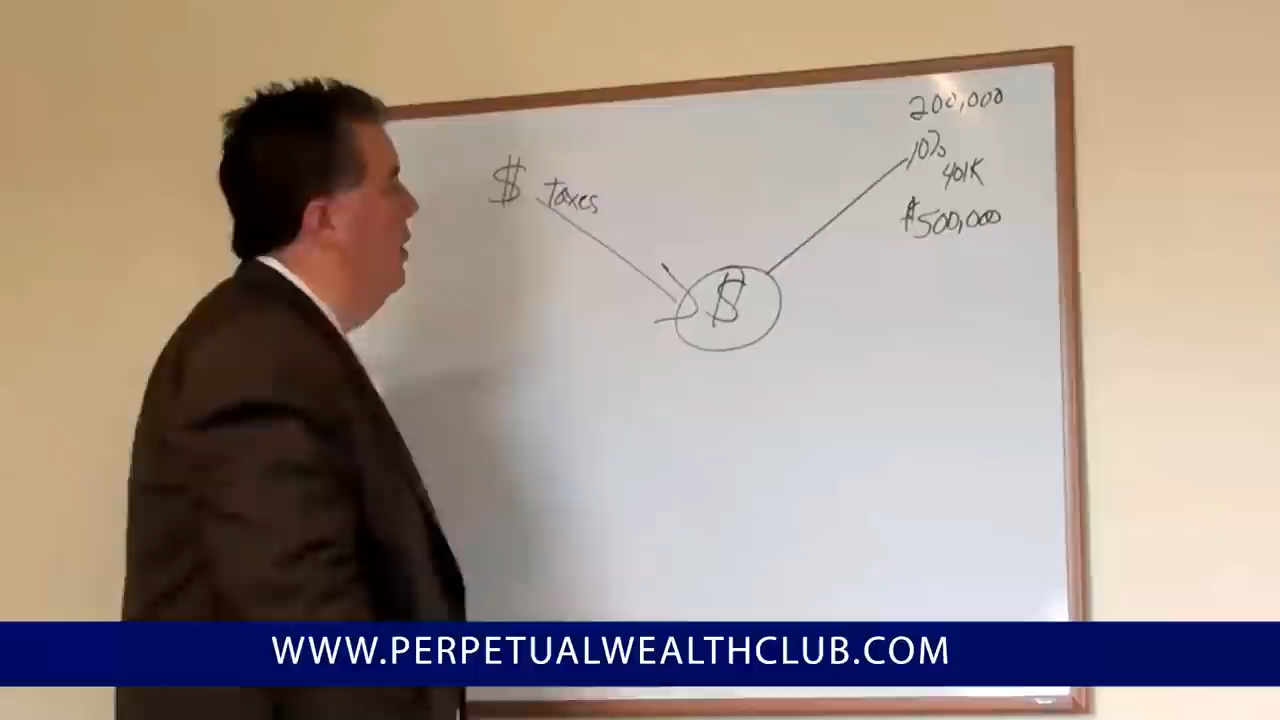 200,000
10%
401K
$500,000
$ taxes
$
WWW.PERPETUALWEALTHCLUB.COM